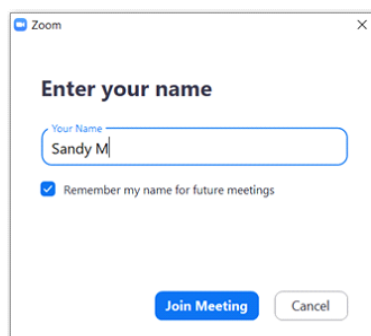 Zoom
Enter your name
Your Name
Sandy M
Remember my name for future meetings
Join Meeting Cancel